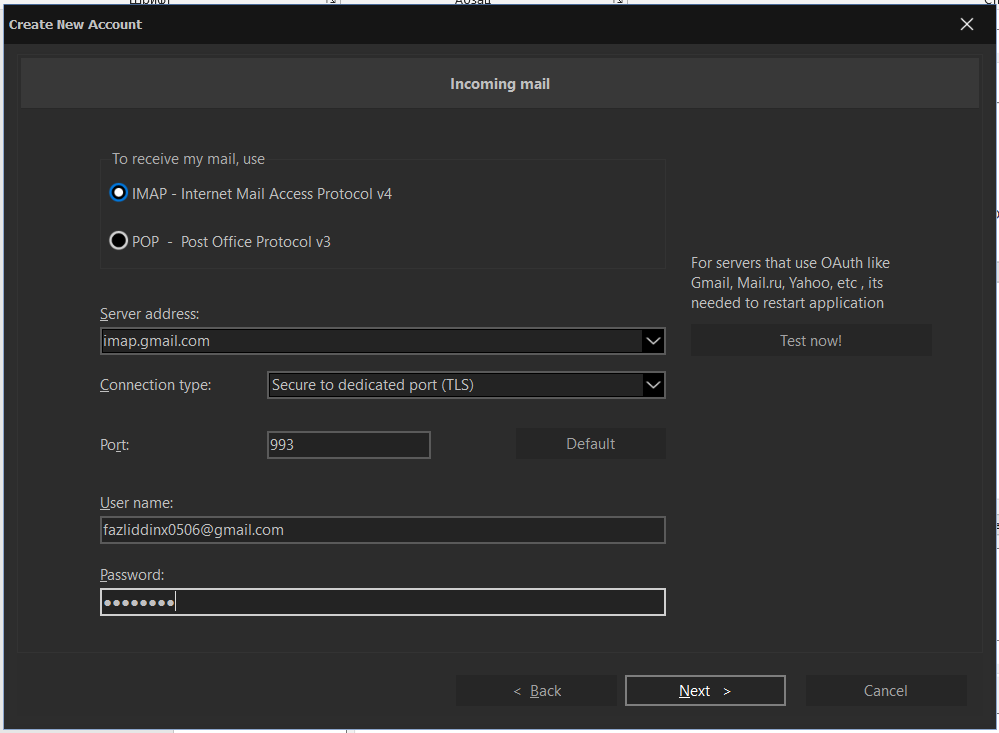 Шрифт
Абзац
Create New Account
Incoming mail
To receive my mail, use
IMAP - Internet Mail Access Protocol v4
POP - Post Office Protocol v3
For servers that use OAuth like
Gmail, Mail.ru, Yahoo, etc , its
needed to restart application
Test now!
Server address:
imap.gmail.com
Connection type:
Secure to dedicated port (TLS)
Port:
993
Default
User name:
fazliddinx0506@gmail.com
Password:
●●●●●●●●
< Back
Next >
Cancel